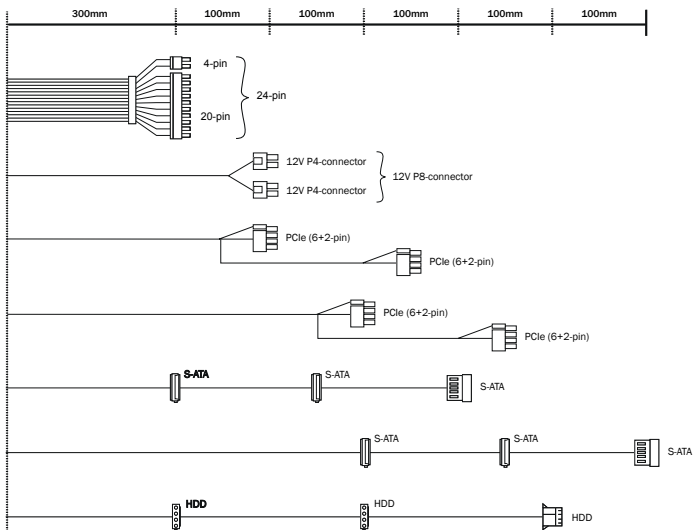 300mm 100mm 100mm 100mm 100mm 100mm
4-pin
24-pin
20-pin
12V P4-connector
12V P8-connector
12V P4-connector
PCIe (6+2-pin)
PCIe (6+2-pin)
PCIe (6+2-pin)
PCIe (6+2-pin)
S-ATA S-ATA S-ATA
S-ATA S-ATA S-ATA
HDD HDD HDD